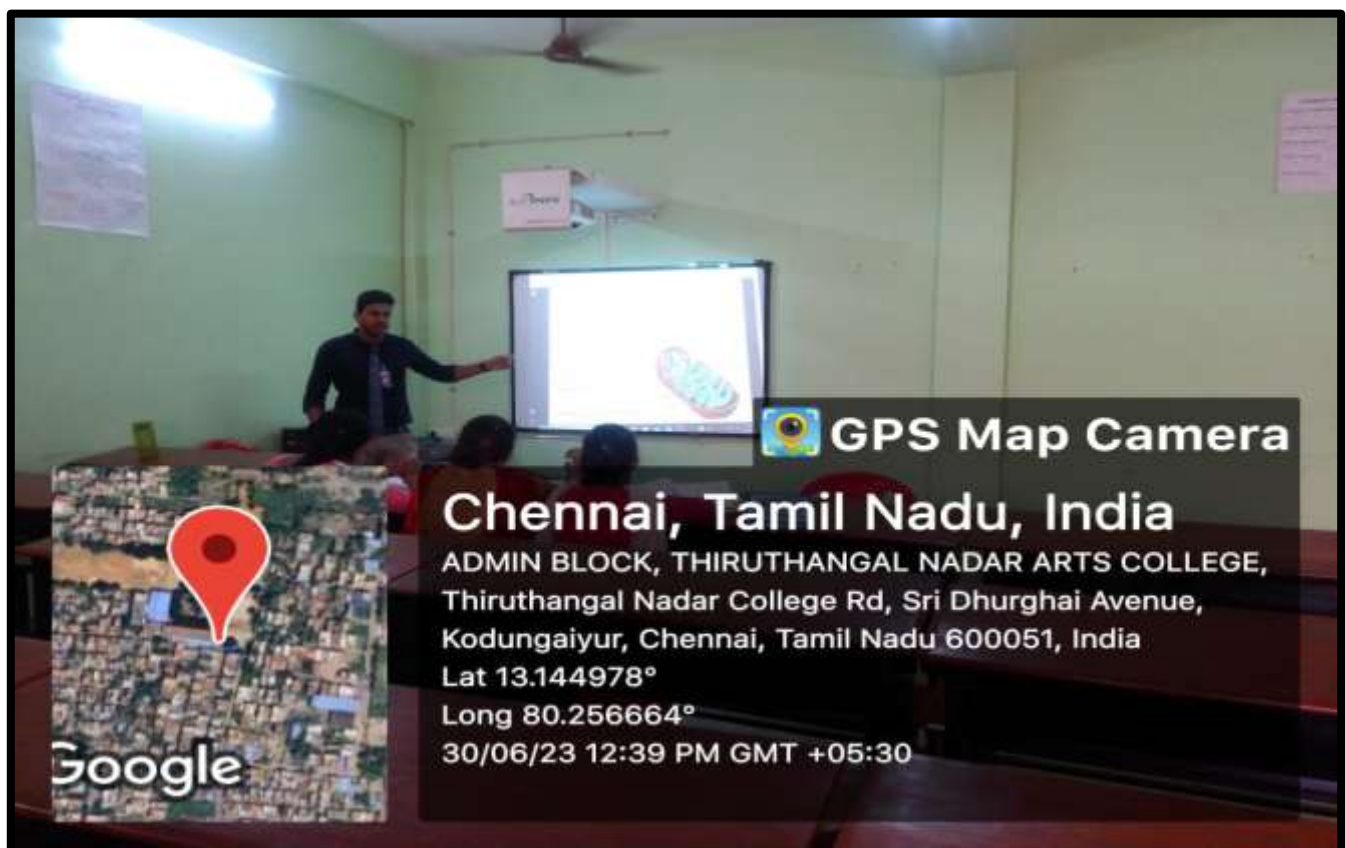 GPS Map Camera
Chennai, Tamil Nadu, India
ADMIN BLOCK, THIRUTHANGAL NADAR ARTS COLLEGE,
Thiruthangal Nadar College Rd, Sri Dhurghai Avenue,
Kodungaiyur, Chennai, Tamil Nadu 600051, India
Lat 13.144978°
Long 80.256664°
30/06/23 12:39 PM GMT +05:30
Google